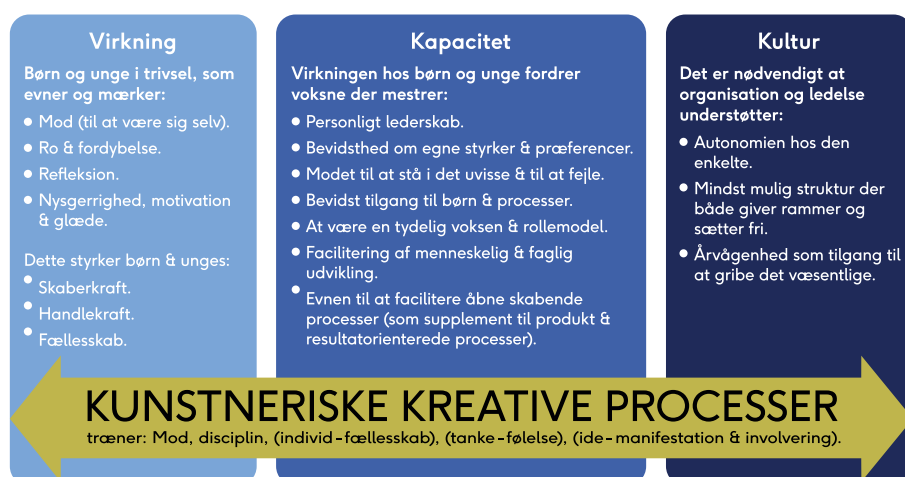 Virkning
Børn og unge i trivsel, som
evner og mærker:
• Mod (til at være sig selv).
• Ro & fordybelse.
• Refleksion.
• Nysgerrighed, motivation
& glæde.
Dette styrker børn & unges:
• Skaberkraft.
• Handlekraft.
• Fællesskab.
Kapacitet
Virkningen hos børn og unge fordrer
voksne der mestrer:
• Personligt lederskab.
• Bevidsthed om egne styrker & præferencer.
• Modet til at stå i det uvisse & til at fejle.
• Bevidst tilgang til børn & processer.
• At være en tydelig voksen & rollemodel.
• Facilitering af menneskelig & faglig
udvikling.
• Evnen til at facilitere åbne skabende
processer (som supplement til produkt &
resultatorienterede processer).
Kultur
Det er nødvendigt at
organisation og ledelse
understøtter:
• Autonomien hos den
enkelte.
• Mindst mulig struktur der
både giver rammer og
sætter fri.
• Årvågenhed som tilgang til
at gribe det væsentlige.
KUNSTNERISKE KREATIVE PROCESSER
træner: Mod, disciplin, (individ-fællesskab), (tanke-følelse), (ide-manifestation & involvering).